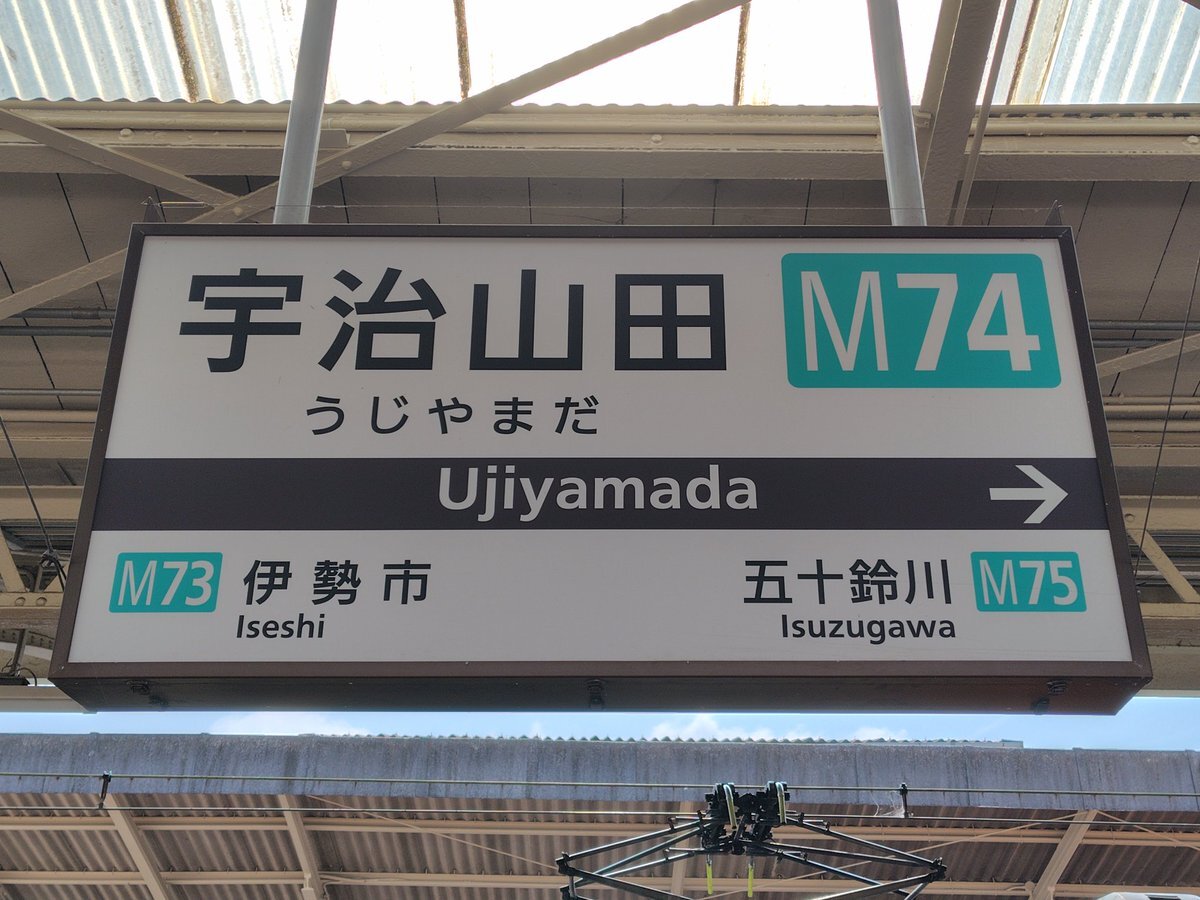 宇治山田 M74
うじやまだ
Ujiyamada →
M73 伊勢市 五十鈴川 M75
Iseshi Isuzugawa